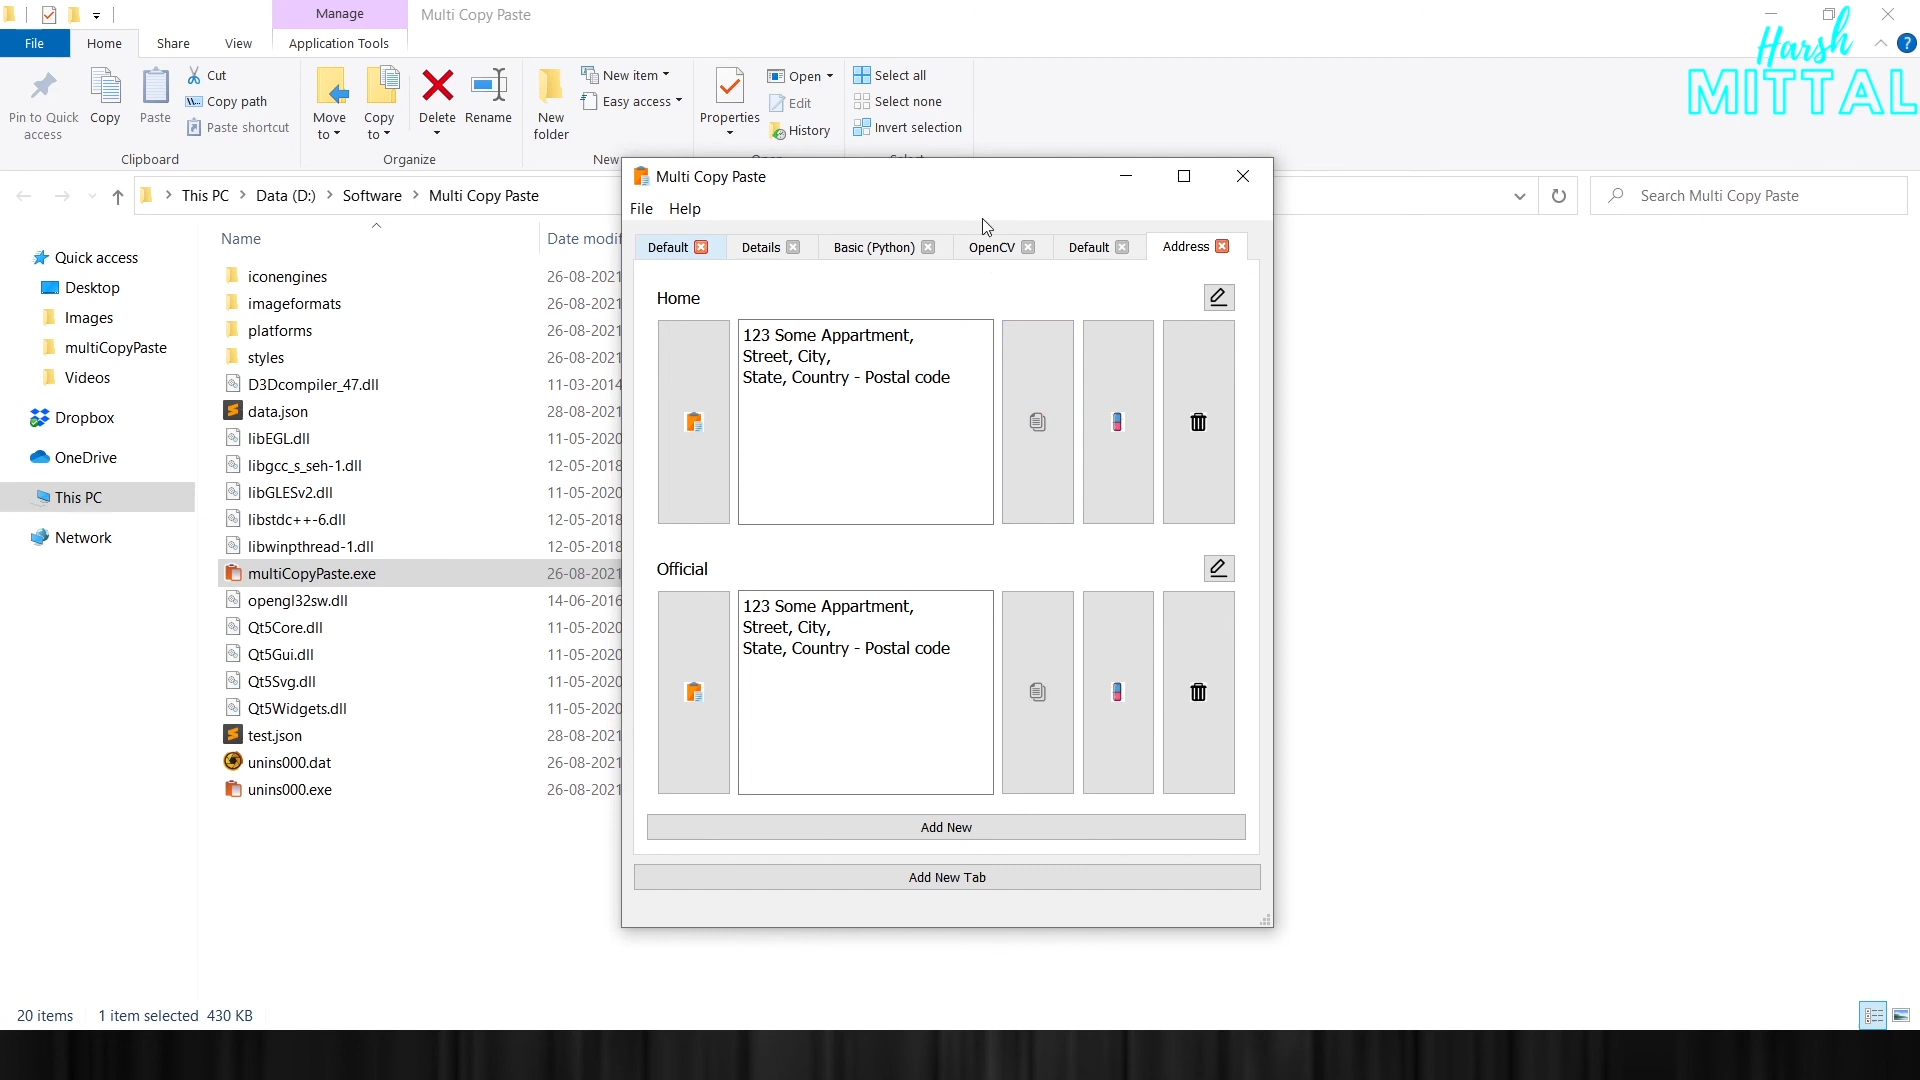 Manage
Multi Copy Paste
File
Home
Share
View
Application Tools
Pin to Quick access
Copy
Paste
Cut
Copy path
Paste shortcut
Clipboard
Move to
Copy to
Delete
Rename
Organize
New folder
New item
Easy access
New
Properties
Open
Edit
History
Select all
Select none
Invert selection
Harsh
MITTAL
This PC
Data (D:)
Software
Multi Copy Paste
Search Multi Copy Paste
Quick access
Desktop
Images
multiCopyPaste
Videos
Dropbox
OneDrive
This PC
Network
Name
Date modif
iconengines 26-08-2021
imageformats 26-08-2021
platforms 26-08-2021
styles 26-08-2021
D3Dcompiler_47.dll 11-03-2014
data.json 28-08-2021
libEGL.dll 11-05-2020
libgcc_s_seh-1.dll 12-05-2018
libGLESv2.dll 11-05-2020
libstdc++-6.dll 12-05-2018
libwinpthread-1.dll 12-05-2018
multiCopyPaste.exe 26-08-2021
opengl32sw.dll 14-06-2016
Qt5Core.dll 11-05-2020
Qt5Gui.dll 11-05-2020
Qt5Svg.dll 11-05-2020
Qt5Widgets.dll 11-05-2020
test.json 28-08-2021
unins000.dat 26-08-2021
unins000.exe 26-08-2021
Multi Copy Paste
File Help
Default
Details
Basic (Python)
OpenCV
Default
Address
Home
123 Some Appartment,
Street, City,
State, Country - Postal code
Official
123 Some Appartment,
Street, City,
State, Country - Postal code
Add New
Add New Tab
20 items
1 item selected 430 KB